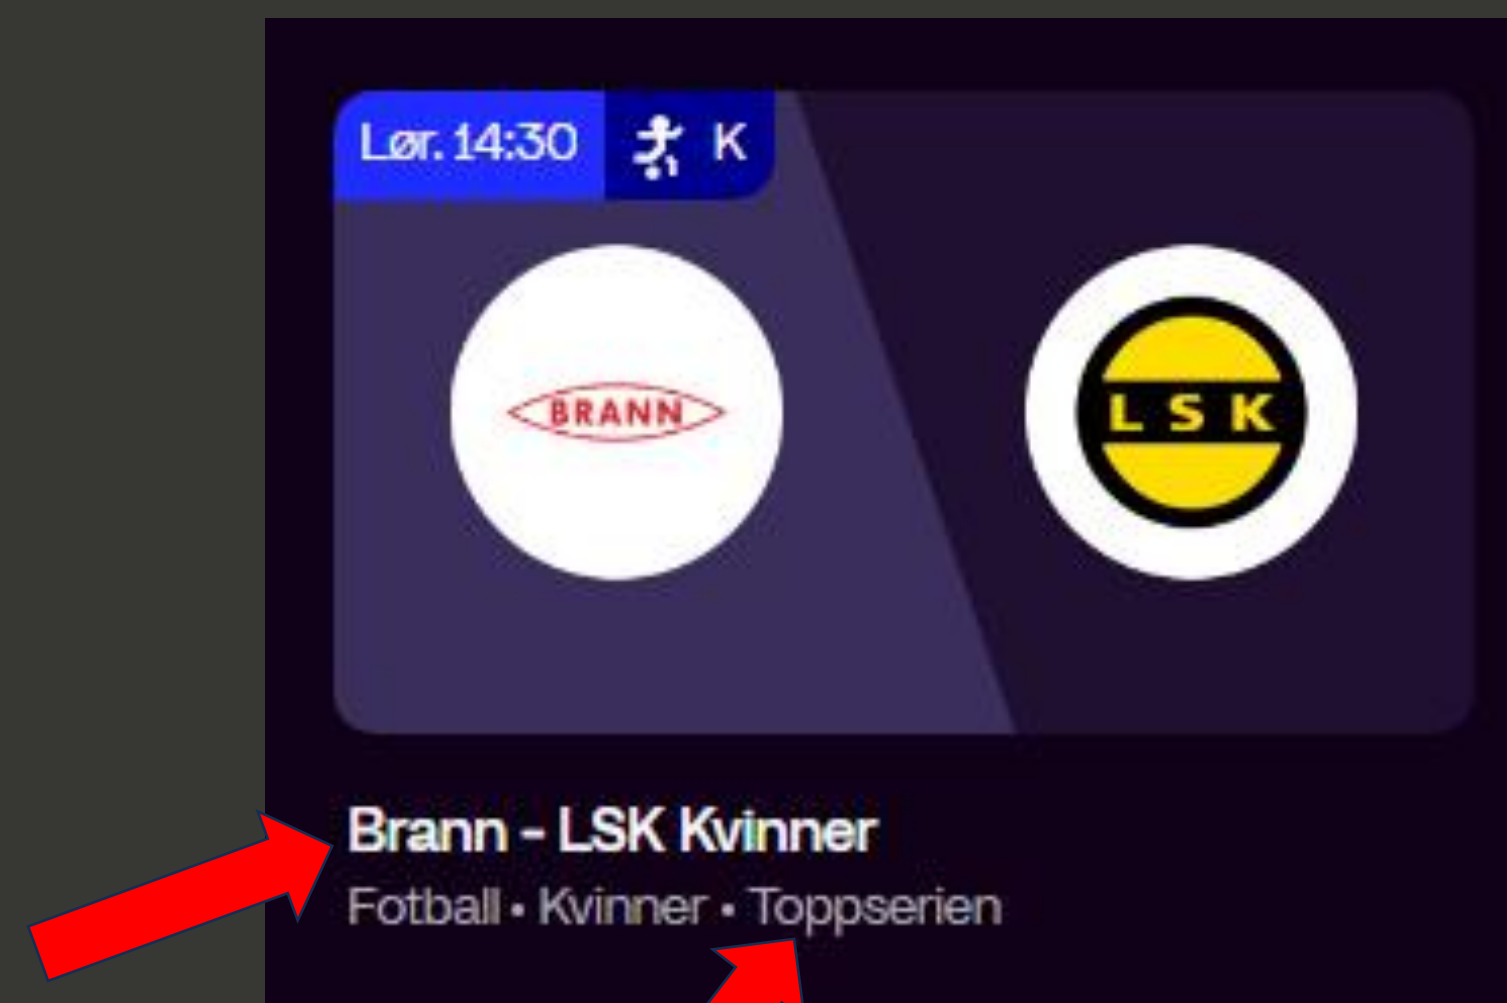 Lør. 14:30 K
BRANN
LSK
Brann - LSK Kvinner
Fotball • Kvinner • Toppserien